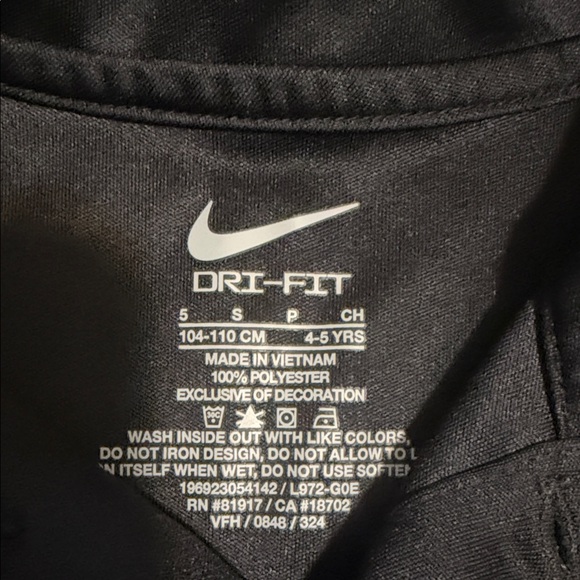 DRI-FIT
5 S P CH
104-110 CM 4-5 YRS
MADE IN VIETNAM
100% POLYESTER
EXCLUSIVE OF DECORATION
30C
WASH INSIDE OUT WITH LIKE COLORS,
DO NOT IRON DESIGN, DO NOT ALLOW TO
ITSELF WHEN WET, DO NOT USE
196923054142 / L972-G0E
RN #81917 / CA #18702
VFH / 0848 / 324